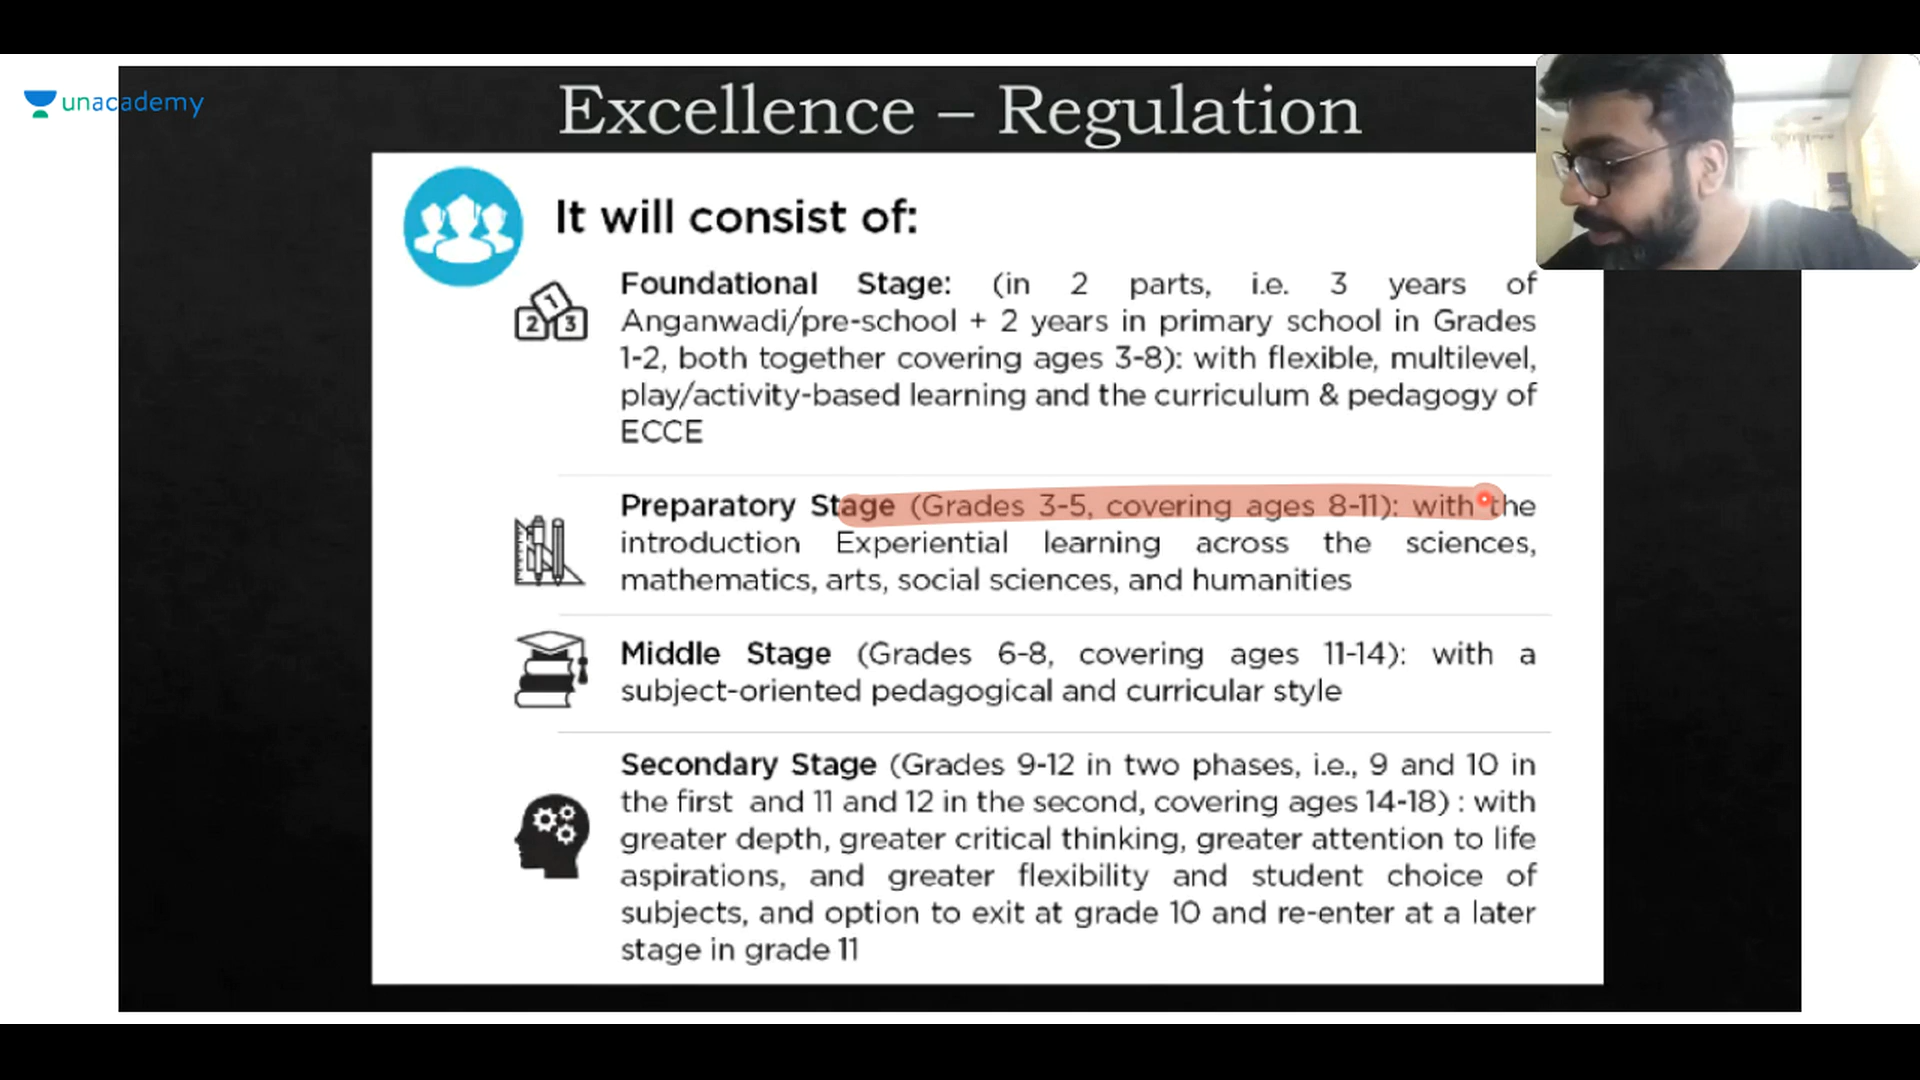 unacademy
Excellence – Regulation
It will consist of:
1
2 3
Foundational Stage: (in 2 parts, i.e. 3 years of
Anganwadi/pre-school + 2 years in primary school in Grades
1-2, both together covering ages 3-8): with flexible, multilevel,
play/activity-based learning and the curriculum & pedagogy of
ECCE
Preparatory Stage (Grades 3-5, covering ages 8-11): with the
introduction Experiential learning across the sciences,
mathematics, arts, social sciences, and humanities
Middle Stage (Grades 6-8, covering ages 11-14): with a
subject-oriented pedagogical and curricular style
Secondary Stage (Grades 9-12 in two phases, i.e., 9 and 10 in
the first and 11 and 12 in the second, covering ages 14-18) : with
greater depth, greater critical thinking, greater attention to life
aspirations, and greater flexibility and student choice of
subjects, and option to exit at grade 10 and re-enter at a later
stage in grade 11